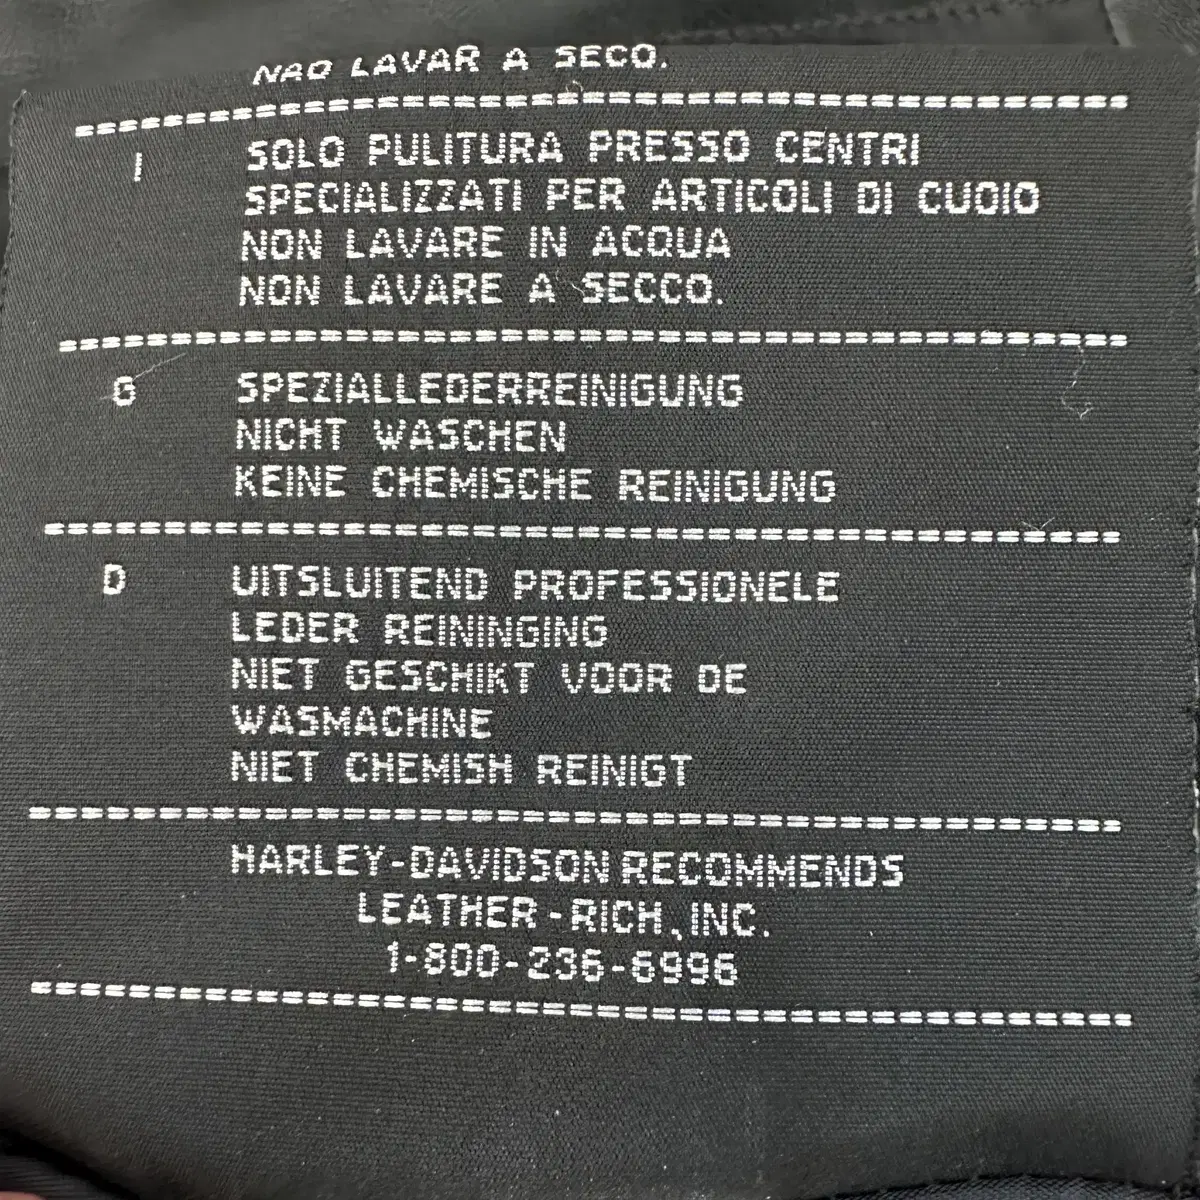 NAO LAVAR A SECO.
I SOLO PULITURA PRESSO CENTRI
SPECIALIZZATI PER ARTICOLI DI CUOIO
NON LAVARE IN ACQUA
NON LAVARE A SECCO.
G SPEZIALLEDERREINIGUNG
NICHT WASCHEN
KEINE CHEMISCHE REINIGUNG
D UITSLUITEND PROFESSIONELE
LEDER REININGING
NIET GESCHIKT VOOR DE
WASMACHINE
NIET CHEMISH REINIGT
HARLEY-DAVIDSON RECOMMENDS
LEATHER-RICH, INC.
1-800-236-6996